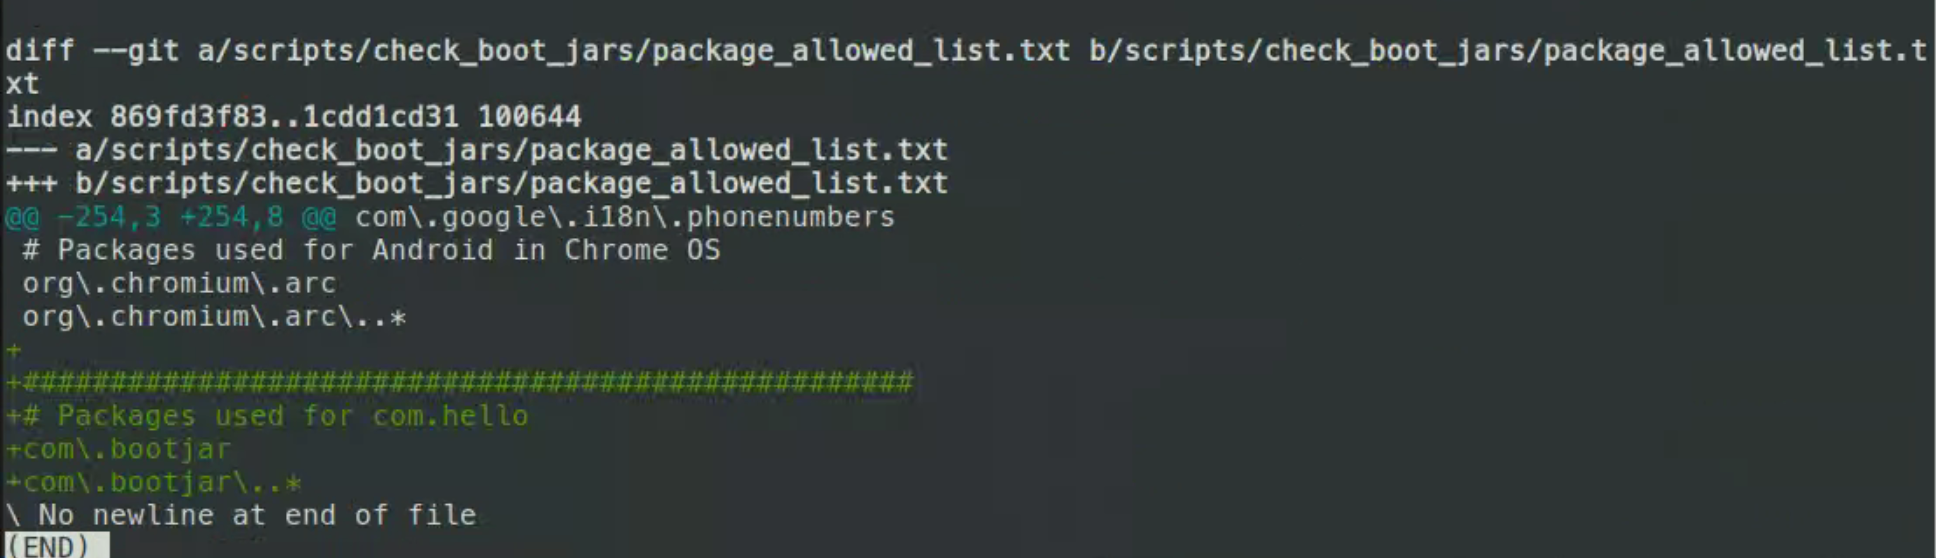 diff --git a/scripts/check_boot_jars/package_allowed_list.txt b/scripts/check_boot_jars/package_allowed_list.t
xt
index 869fd3f83..1cdd1cd31 100644
--- a/scripts/check_boot_jars/package_allowed_list.txt
+++ b/scripts/check_boot_jars/package_allowed_list.txt
@@ -254,3 +254,8 @@ com\.google\.i18n\.phonenumbers
 # Packages used for Android in Chrome OS
 org\.chromium\.arc
 org\.chromium\.arc\..*
+
+###################################################
+# Packages used for com.hello
+com\.bootjar
+com\.bootjar\..*
\ No newline at end of file
(END)